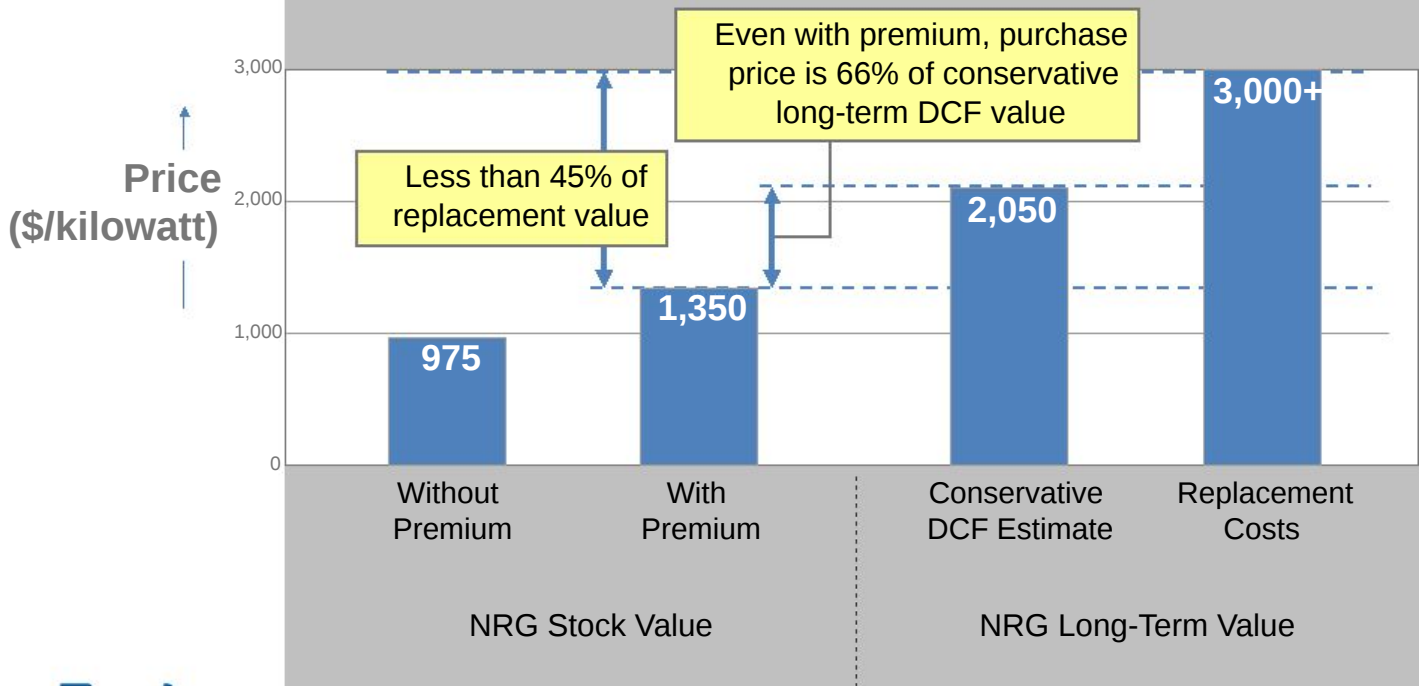 Even with premium, purchase
price is 66% of conservative
long-term DCF value
3,000
3,000+
Less than 45% of
replacement value
Price
($/kilowatt)
2,000
2,050
1,350
1,000
975
0
Without
Premium
With
Premium
Conservative
DCF Estimate
Replacement
Costs
NRG Stock Value
NRG Long-Term Value